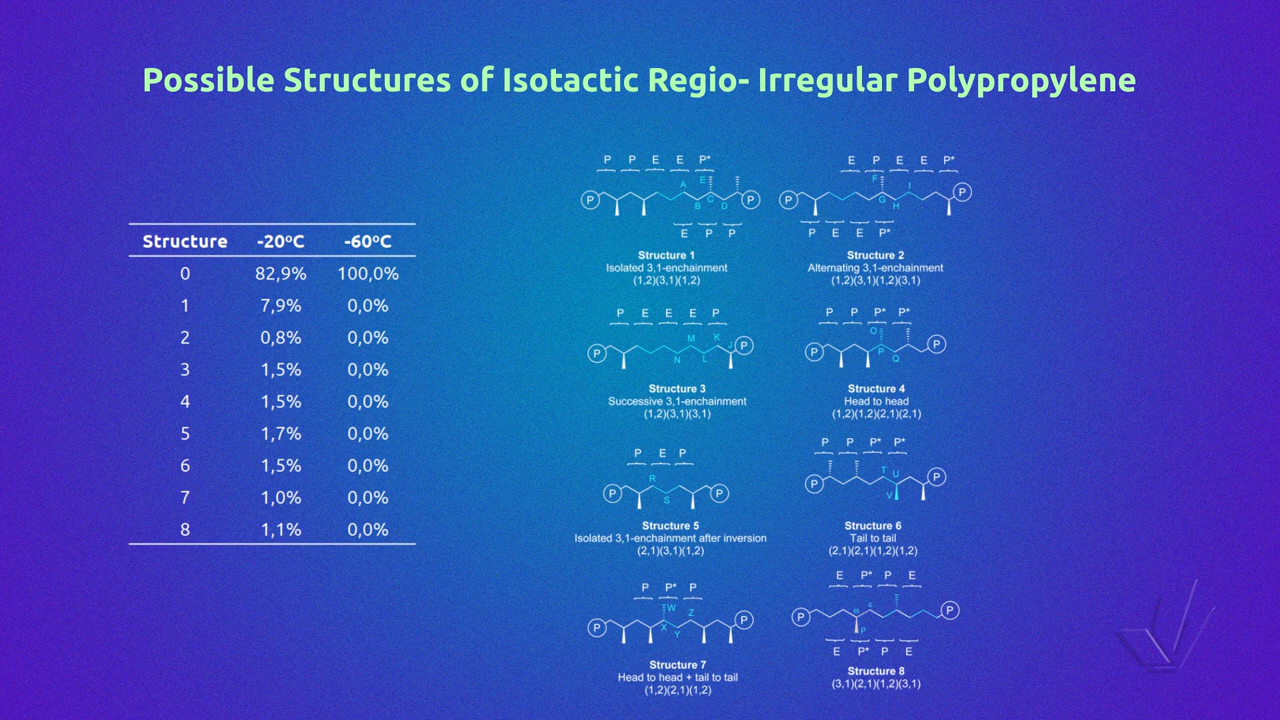 Possible Structures of Isotactic Regio- Irregular Polypropylene
Structure -20ºC -60ºC
0 82,9% 100,0%
1 7,9% 0,0%
2 0,8% 0,0%
3 1,5% 0,0%
4 1,5% 0,0%
5 1,7% 0,0%
6 1,5% 0,0%
7 1,0% 0,0%
8 1,1% 0,0%
P P E E P*
A E
P P
B C D
E P P
Structure 1
Isolated 3,1-enchainment
(1,2)(3,1)(1,2)
E P E E P*
F I
P P
G H
P E E P*
Structure 2
Alternating 3,1-enchainment
(1,2)(3,1)(1,2)(3,1)
P E E E P
M K J
P P
N L
Structure 3
Successive 3,1-enchainment
(1,2)(3,1)(3,1)
P P P* P*
O
P P
P Q
Structure 4
Head to head
(1,2)(1,2)(2,1)(2,1)
P E P
R
P P
S
Structure 5
Isolated 3,1-enchainment after inversion
(2,1)(3,1)(1,2)
P P P* P*
T U
P P
V
Structure 6
Tail to tail
(2,1)(2,1)(1,2)(1,2)
P P* P
W Z
P P
X Y
Structure 7
Head to head + tail to tail
(1,2)(2,1)(1,2)
E P* P E
P P
E P* P E
Structure 8
(3,1)(2,1)(1,2)(3,1)